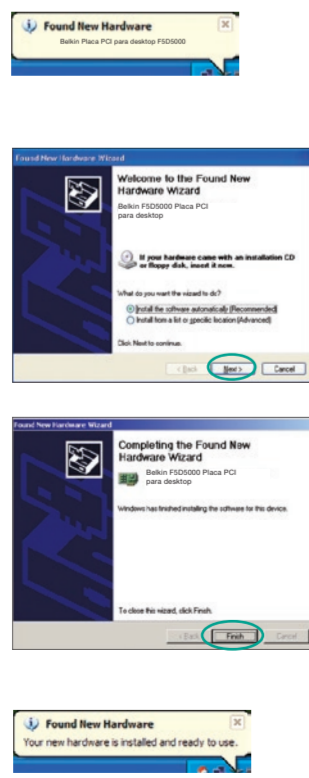 Found New Hardware
Belkin Placa PCI para desktop F5D5000
Found New Hardware Wizard
Welcome to the Found New
Hardware Wizard
Belkin F5D5000 Placa PCI
para desktop
If your hardware came with an installation CD
or floppy disk, insert it now.
What do you want the wizard to do?
Install the software automatically (Recommended)
Install from a list or specific location (Advanced)
Click Next to continue.
< Back Next > Cancel
Found New Hardware Wizard
Completing the Found New
Hardware Wizard
Belkin F5D5000 Placa PCI
para desktop
Windows has finished installing the software for this device.
To close this wizard, click Finish.
< Back Finish Cancel
Found New Hardware
Your new hardware is installed and ready to use.